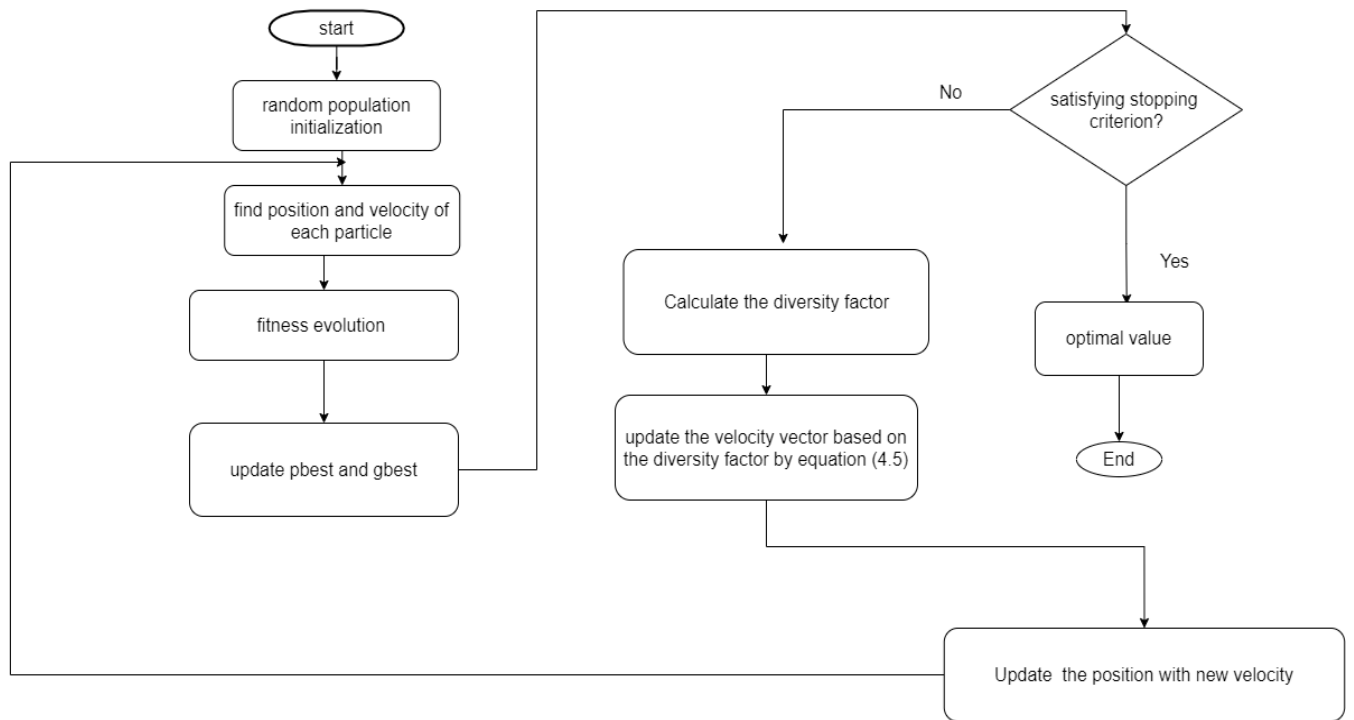 start
random population
initialization
find position and velocity of
each particle
fitness evolution
update pbest and gbest
satisfying stopping
criterion?
No
Yes
Calculate the diversity factor
update the velocity vector based on
the diversity factor by equation (4.5)
Update the position with new velocity
optimal value
End